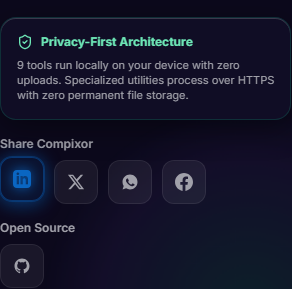 Privacy-First Architecture
9 tools run locally on your device with zero
uploads. Specialized utilities process over HTTPS
with zero permanent file storage.
Share Compixor
Open Source